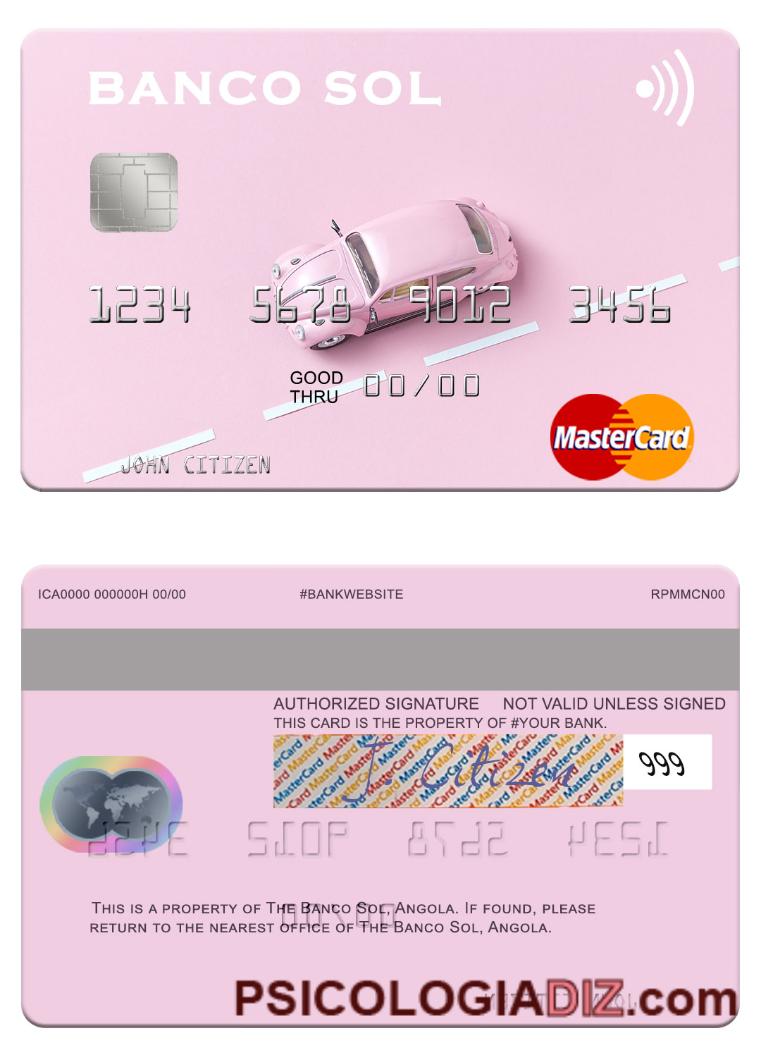 BANCO SOL
1234 5678 9012 3456
GOOD THRU 00/00
JOHN CITIZEN
MasterCard
ICA0000 000000H 00/00 #BANKWEBSITE RPMMCN00
AUTHORIZED SIGNATURE NOT VALID UNLESS SIGNED
THIS CARD IS THE PROPERTY OF #YOUR BANK.
J Citizen 999
THIS IS A PROPERTY OF THE BANCO SOL, ANGOLA. IF FOUND, PLEASE
RETURN TO THE NEAREST OFFICE OF THE BANCO SOL, ANGOLA.
PSICOLOGIADIZ.com